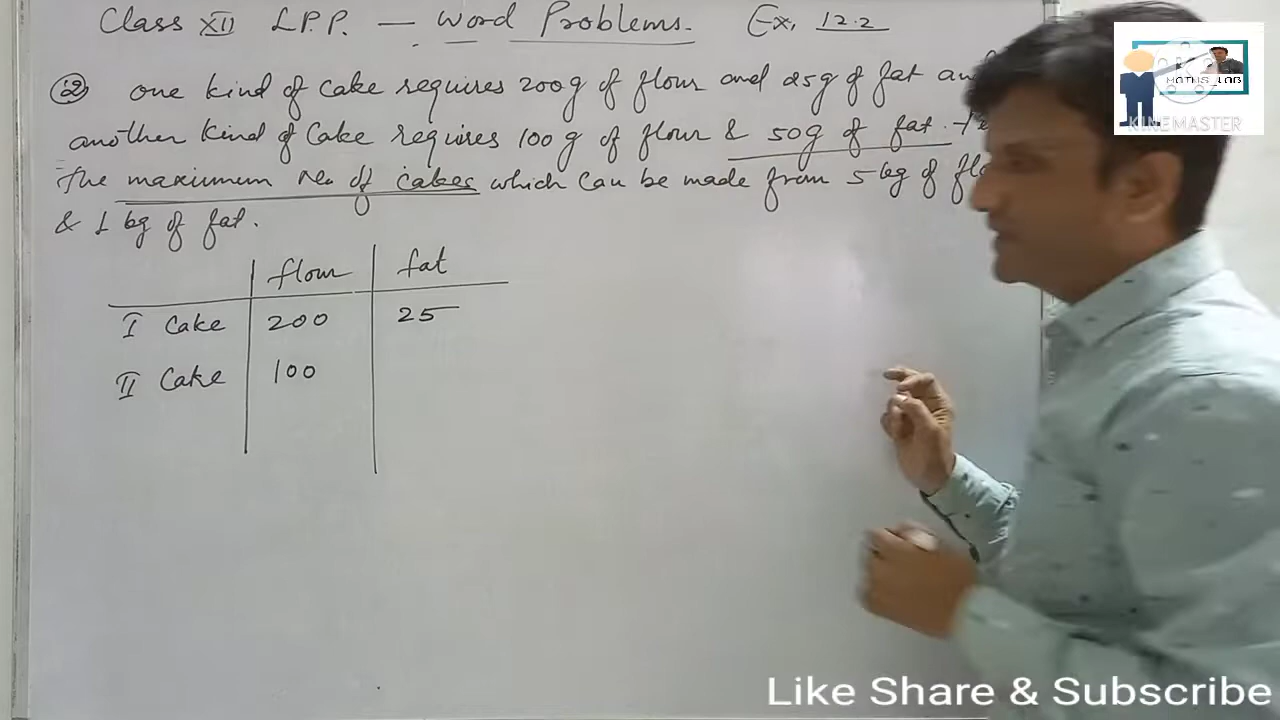 Class XII L.P.P. — Word Problems. Ex. 12.2
② one kind of cake requires 200g of flour and 25g of fat and
another kind of Cake requires 100 g of flour & 50g of fat.
the maximum no. of cakes which can be made from 5 kg of
& 1 kg of fat.
flour fat
I Cake 200 25
II Cake 100
MATHS LAB
KINEMASTER
Like Share & Subscribe